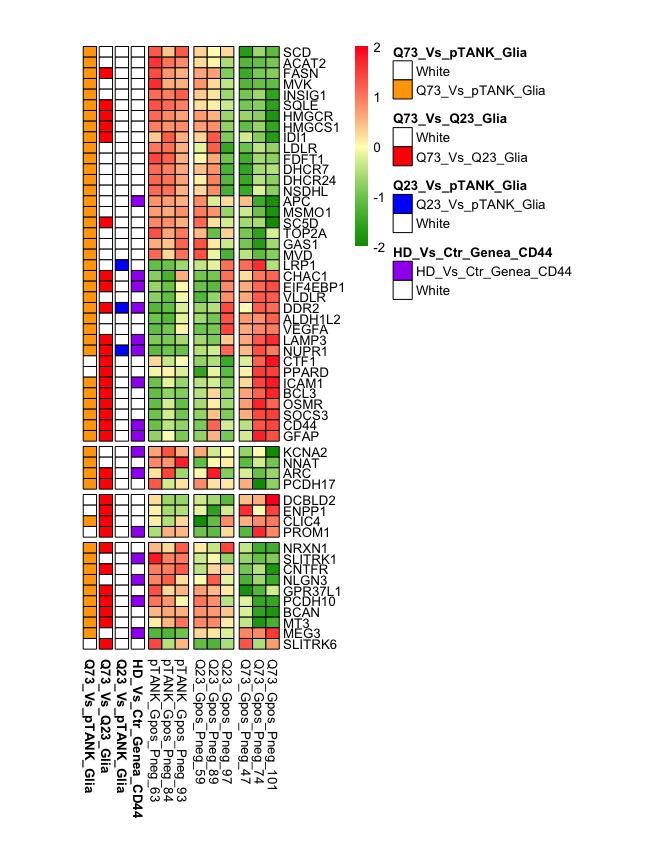 SCD
ACAT2
FASN
MVK
INSIG1
SQLE
HMGCR
HMGCS1
IDI1
LDLR
FDFT1
DHCR7
DHCR24
NSDHL
APC
MSMO1
SC5D
TOP2A
GAS1
MVD
LRP1
CHAC1
EIF4EBP1
VLDLR
DDR2
ALDH1L2
VEGFA
LAMP3
NUPR1
CTF1
PPARD
ICAM1
BCL3
OSMR
SOCS3
CD44
GFAP
KCNA2
NNAT
ARC
PCDH17
DCBLD2
ENPP1
CLIC4
PROM1
NRXN1
SLITRK1
CNTFR
NLGN3
GPR37L1
PCDH10
BCAN
MT3
MEG3
SLITRK6
Q73_Vs_pTANK_Glia
Q73_Vs_Q23_Glia
Q23_Vs_pTANK_Glia
HD_Vs_Ctr_Genea_CD44
pTANK_Gpos_Pneg_63
pTANK_Gpos_Pneg_84
pTANK_Gpos_Pneg_93
Q23_Gpos_Pneg_59
Q23_Gpos_Pneg_89
Q23_Gpos_Pneg_97
Q73_Gpos_Pneg_47
Q73_Gpos_Pneg_74
Q73_Gpos_Pneg_101
2
1
0
-1
-2
Q73_Vs_pTANK_Glia
White
Q73_Vs_pTANK_Glia
Q73_Vs_Q23_Glia
White
Q73_Vs_Q23_Glia
Q23_Vs_pTANK_Glia
Q23_Vs_pTANK_Glia
White
HD_Vs_Ctr_Genea_CD44
HD_Vs_Ctr_Genea_CD44
White